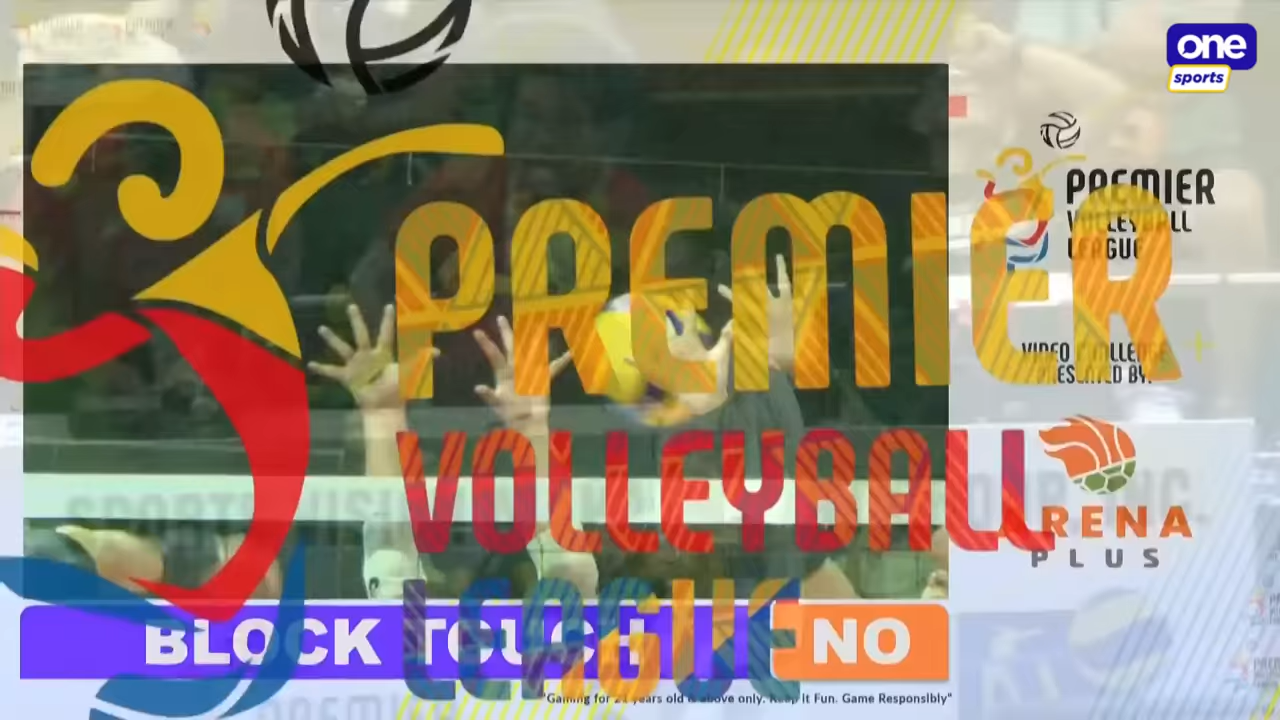 one
sports
PREMIER
VOLLEYBALL
LEAGUE
PREMIER
VOLLEYBALL
LEAGUE
VIDEO CHALLENGE
PRESENTED BY:
ARENA
PLUS
BLOCK TOUCH NO
"Gaming for 21 years old & above only. Keep it Fun. Game Responsibly"